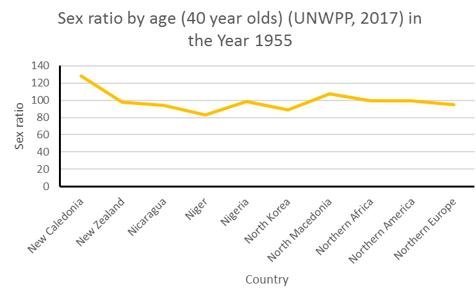 Sex ratio by age (40 year olds) (UNWPP, 2017) in
the Year 1955
140
120
100
80
60
40
20
0
Sex ratio
New Caledonia
New Zealand
Nicaragua
Niger
Nigeria
North Korea
North Macedonia
Northern Africa
Northern America
Northern Europe
Country